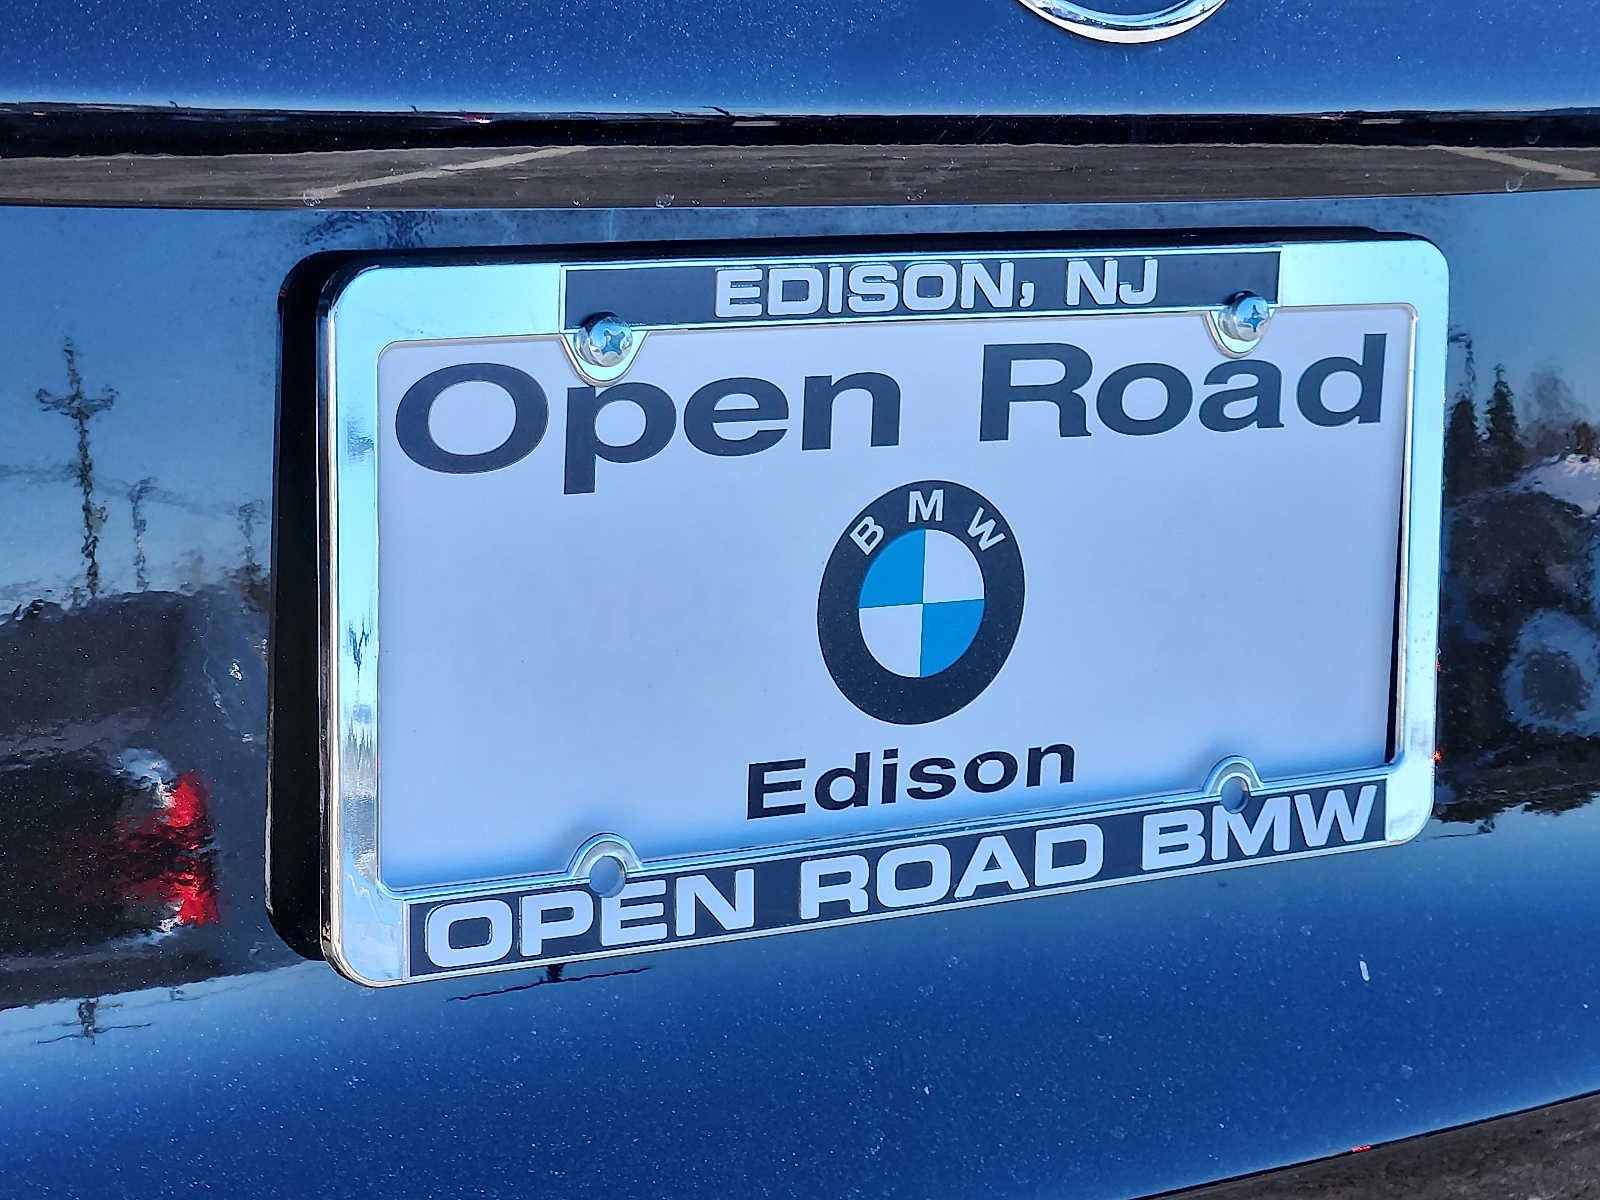 EDISON, NJ
Open Road
BMW
Edison
OPEN ROAD BMW